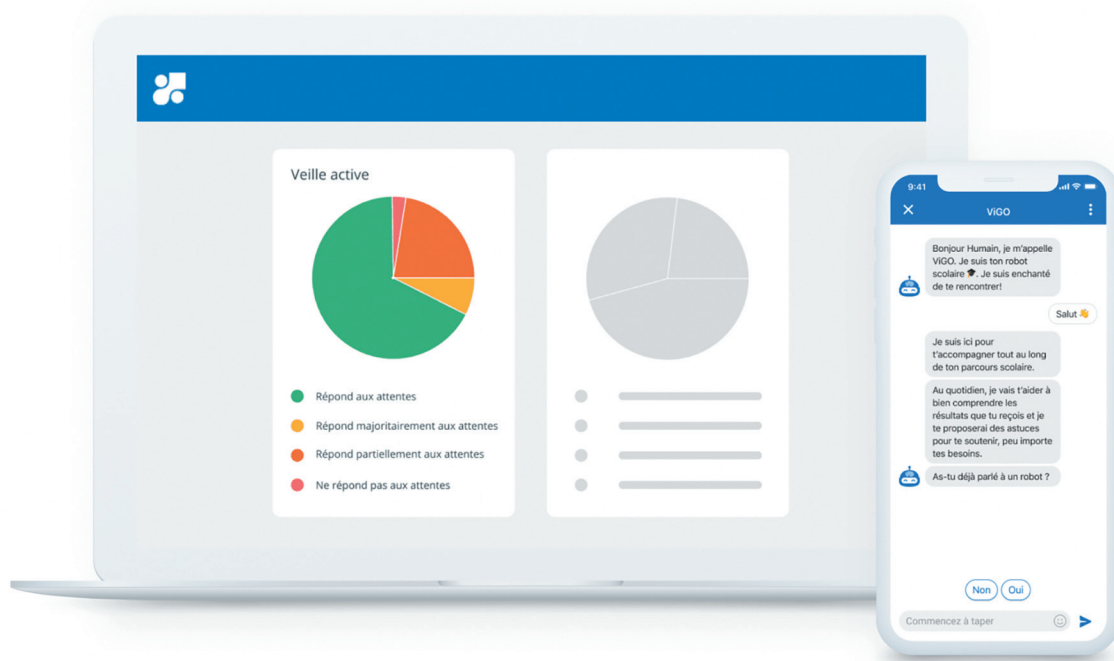 Veille active
Répond aux attentes
Répond majoritairement aux attentes
Répond partiellement aux attentes
Ne répond pas aux attentes
9:41
ViGO
Bonjour Humain, je m'appelle
ViGO. Je suis ton robot
scolaire 🎓. Je suis enchanté
de te rencontrer!
Salut 👋
Je suis ici pour
t'accompagner tout au long
de ton parcours scolaire.
Au quotidien, je vais t'aider à
bien comprendre les
résultats que tu reçois et je
te proposerai des astuces
pour te soutenir, peu importe
tes besoins.
As-tu déjà parlé à un robot ?
Non
Oui
Commencez à taper